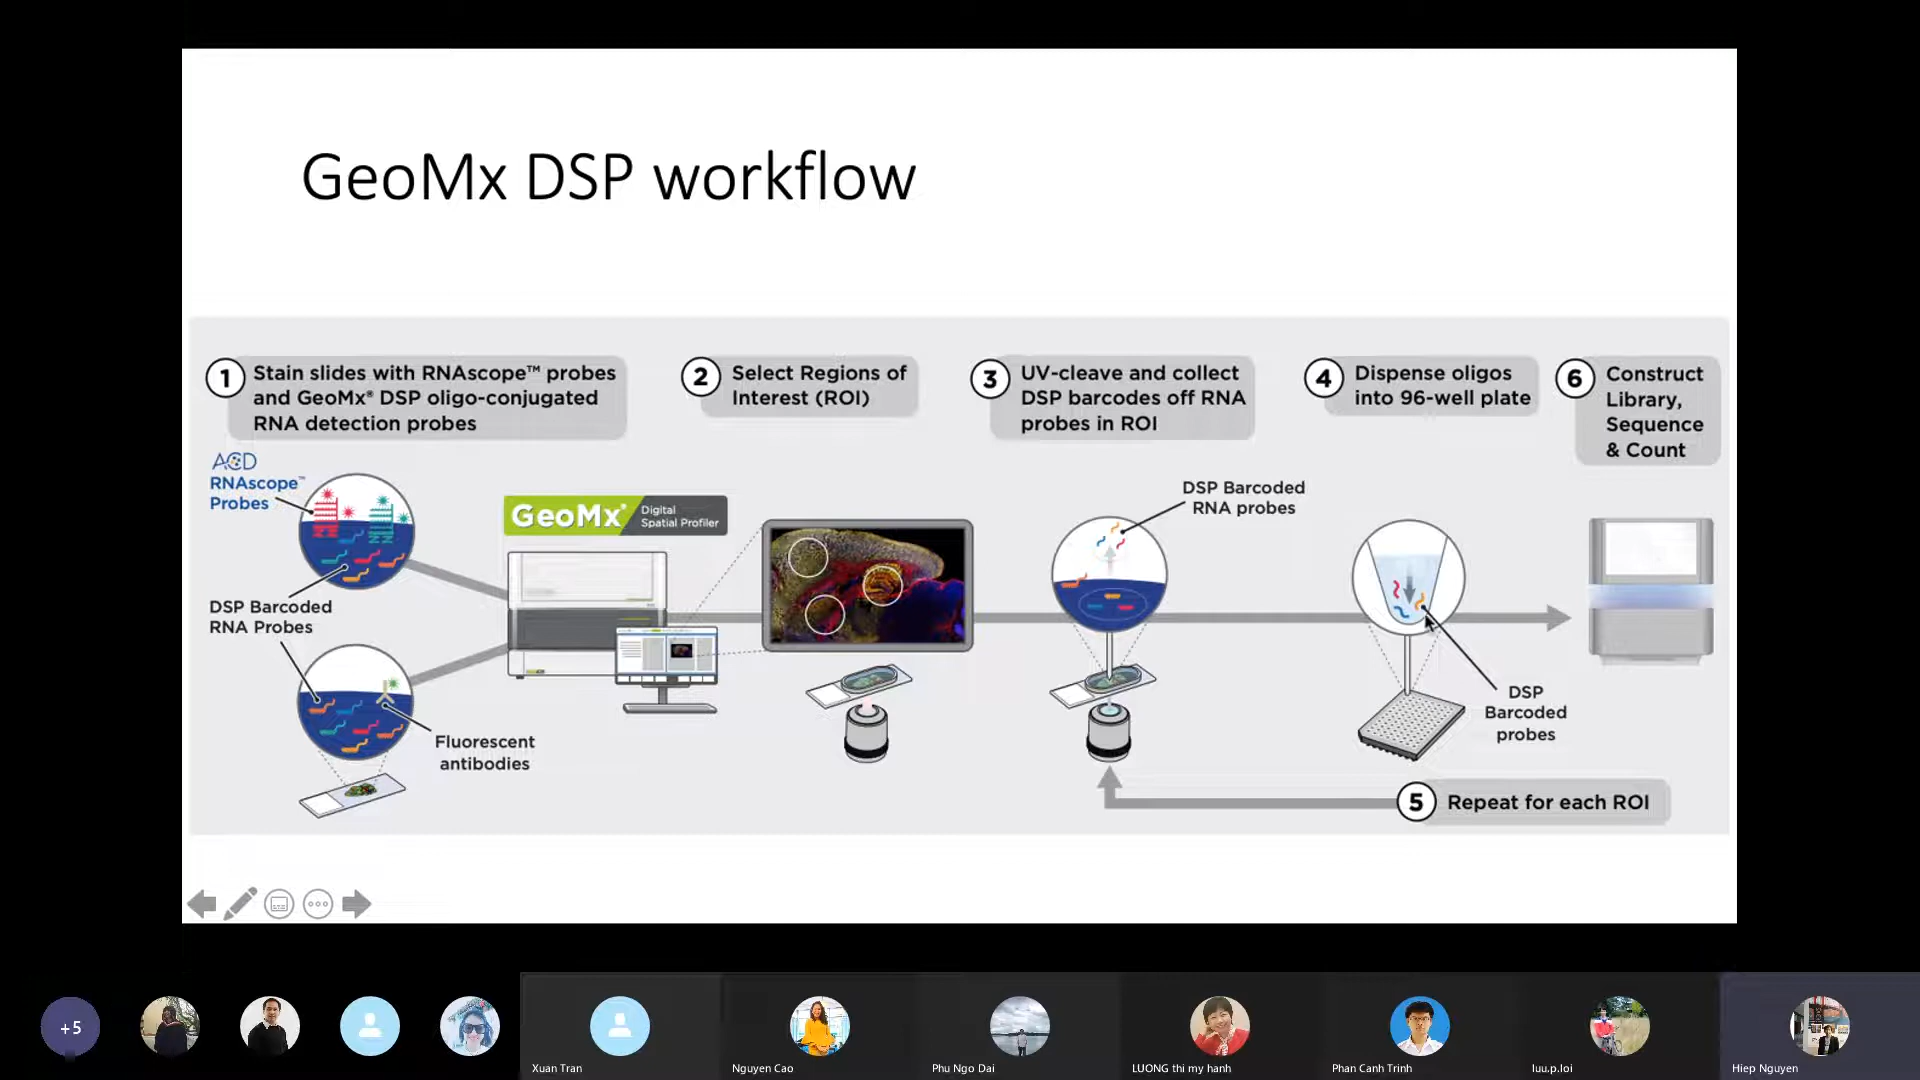 GeoMx DSP workflow
1
Stain slides with RNAscope™ probes
and GeoMx® DSP oligo-conjugated
RNA detection probes
2
Select Regions of
Interest (ROI)
3
UV-cleave and collect
DSP barcodes off RNA
probes in ROI
4
Dispense oligos
into 96-well plate
6
Construct
Library,
Sequence
& Count
ACD
RNAscope™
Probes
DSP Barcoded
RNA Probes
Fluorescent
antibodies
GeoMx®
Digital
Spatial Profiler
DSP Barcoded
RNA probes
DSP
Barcoded
probes
5
Repeat for each ROI
+5
Xuan Tran
Nguyen Cao
Phu Ngo Dai
LUONG thi my hanh
Phan Canh Trinh
luu.p.loi
Hiep Nguyen